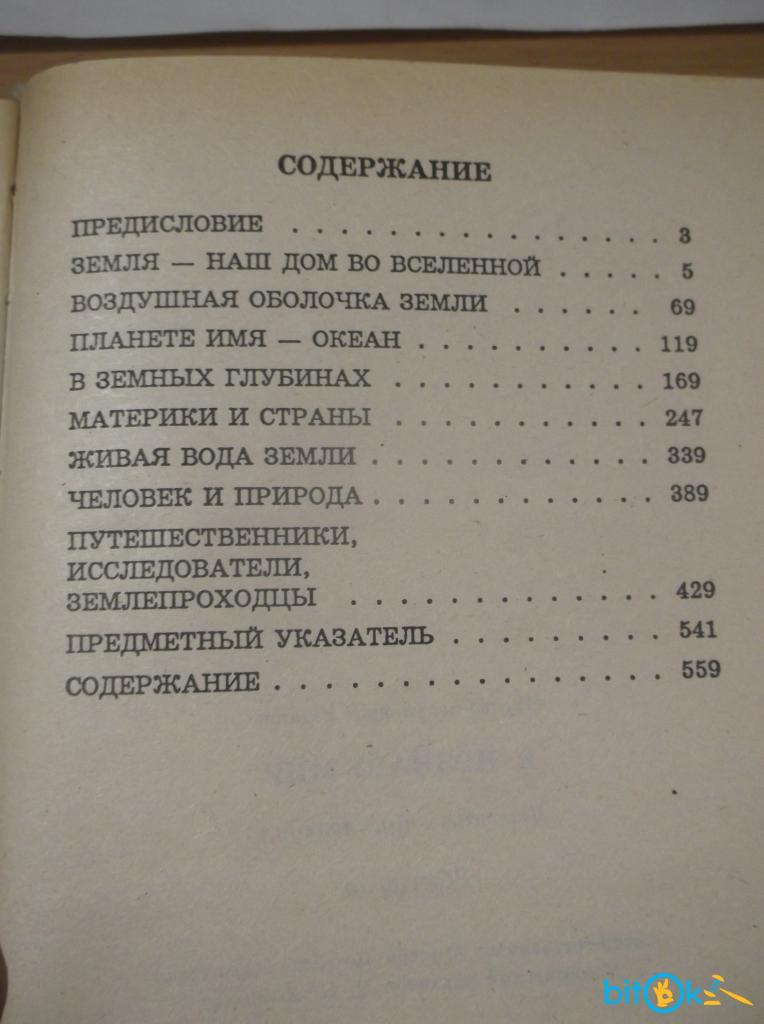 СОДЕРЖАНИЕ
ПРЕДИСЛОВИЕ . . . . . . . . . . . . . . . . . 3
ЗЕМЛЯ — НАШ ДОМ ВО ВСЕЛЕННОЙ . . . . . 5
ВОЗДУШНАЯ ОБОЛОЧКА ЗЕМЛИ . . . . . . 69
ПЛАНЕТЕ ИМЯ — ОКЕАН . . . . . . . . . . 119
В ЗЕМНЫХ ГЛУБИНАХ . . . . . . . . . . . 169
МАТЕРИКИ И СТРАНЫ . . . . . . . . . . . 247
ЖИВАЯ ВОДА ЗЕМЛИ . . . . . . . . . . . . 339
ЧЕЛОВЕК И ПРИРОДА . . . . . . . . . . . . 389
ПУТЕШЕСТВЕННИКИ,
ИССЛЕДОВАТЕЛИ,
ЗЕМЛЕПРОХОДЦЫ . . . . . . . . . . . . . 429
ПРЕДМЕТНЫЙ УКАЗАТЕЛЬ . . . . . . . . . 541
СОДЕРЖАНИЕ . . . . . . . . . . . . . . . . 559
bitOk